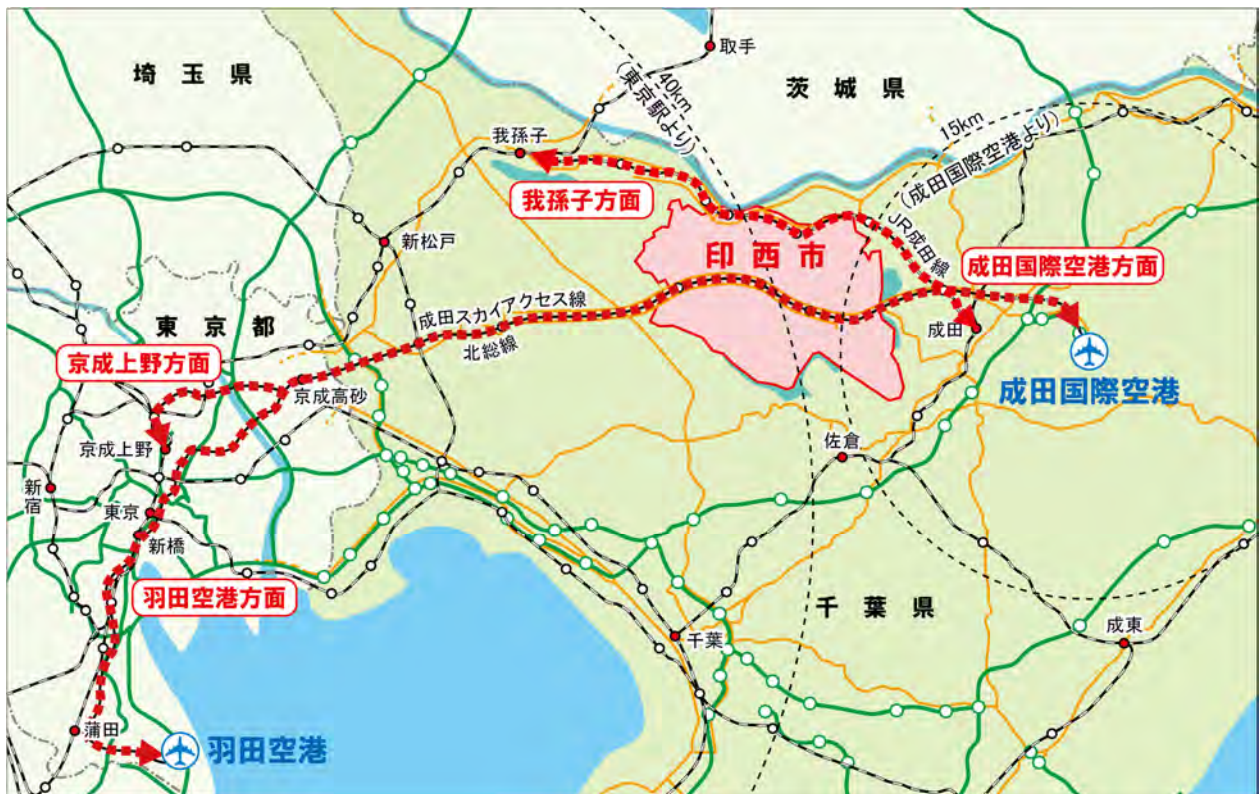 取手
埼玉県
茨城県
40km
(東京駅より)
15km
(成田国際空港より)
我孫子
我孫子方面
JR成田線
新松戸
印西市
成田国際空港方面
成田スカイアクセス線
北総線
東京都
成田
京成上野方面
京成高砂
成田国際空港
京成上野
佐倉
新宿
東京
新橋
羽田空港方面
千葉県
千葉
成東
蒲田
羽田空港